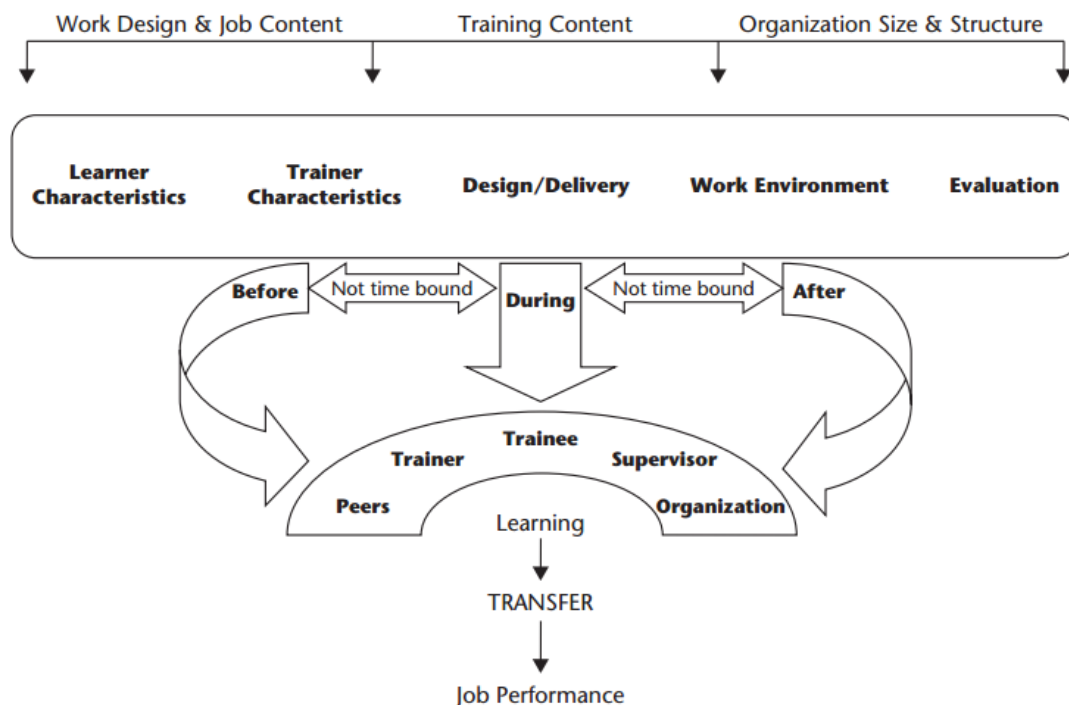 Work Design & Job Content Training Content Organization Size & Structure
Learner Characteristics
Trainer Characteristics
Design/Delivery
Work Environment
Evaluation
Before
Not time bound
During
Not time bound
After
Trainee
Trainer
Supervisor
Peers
Organization
Learning
TRANSFER
Job Performance